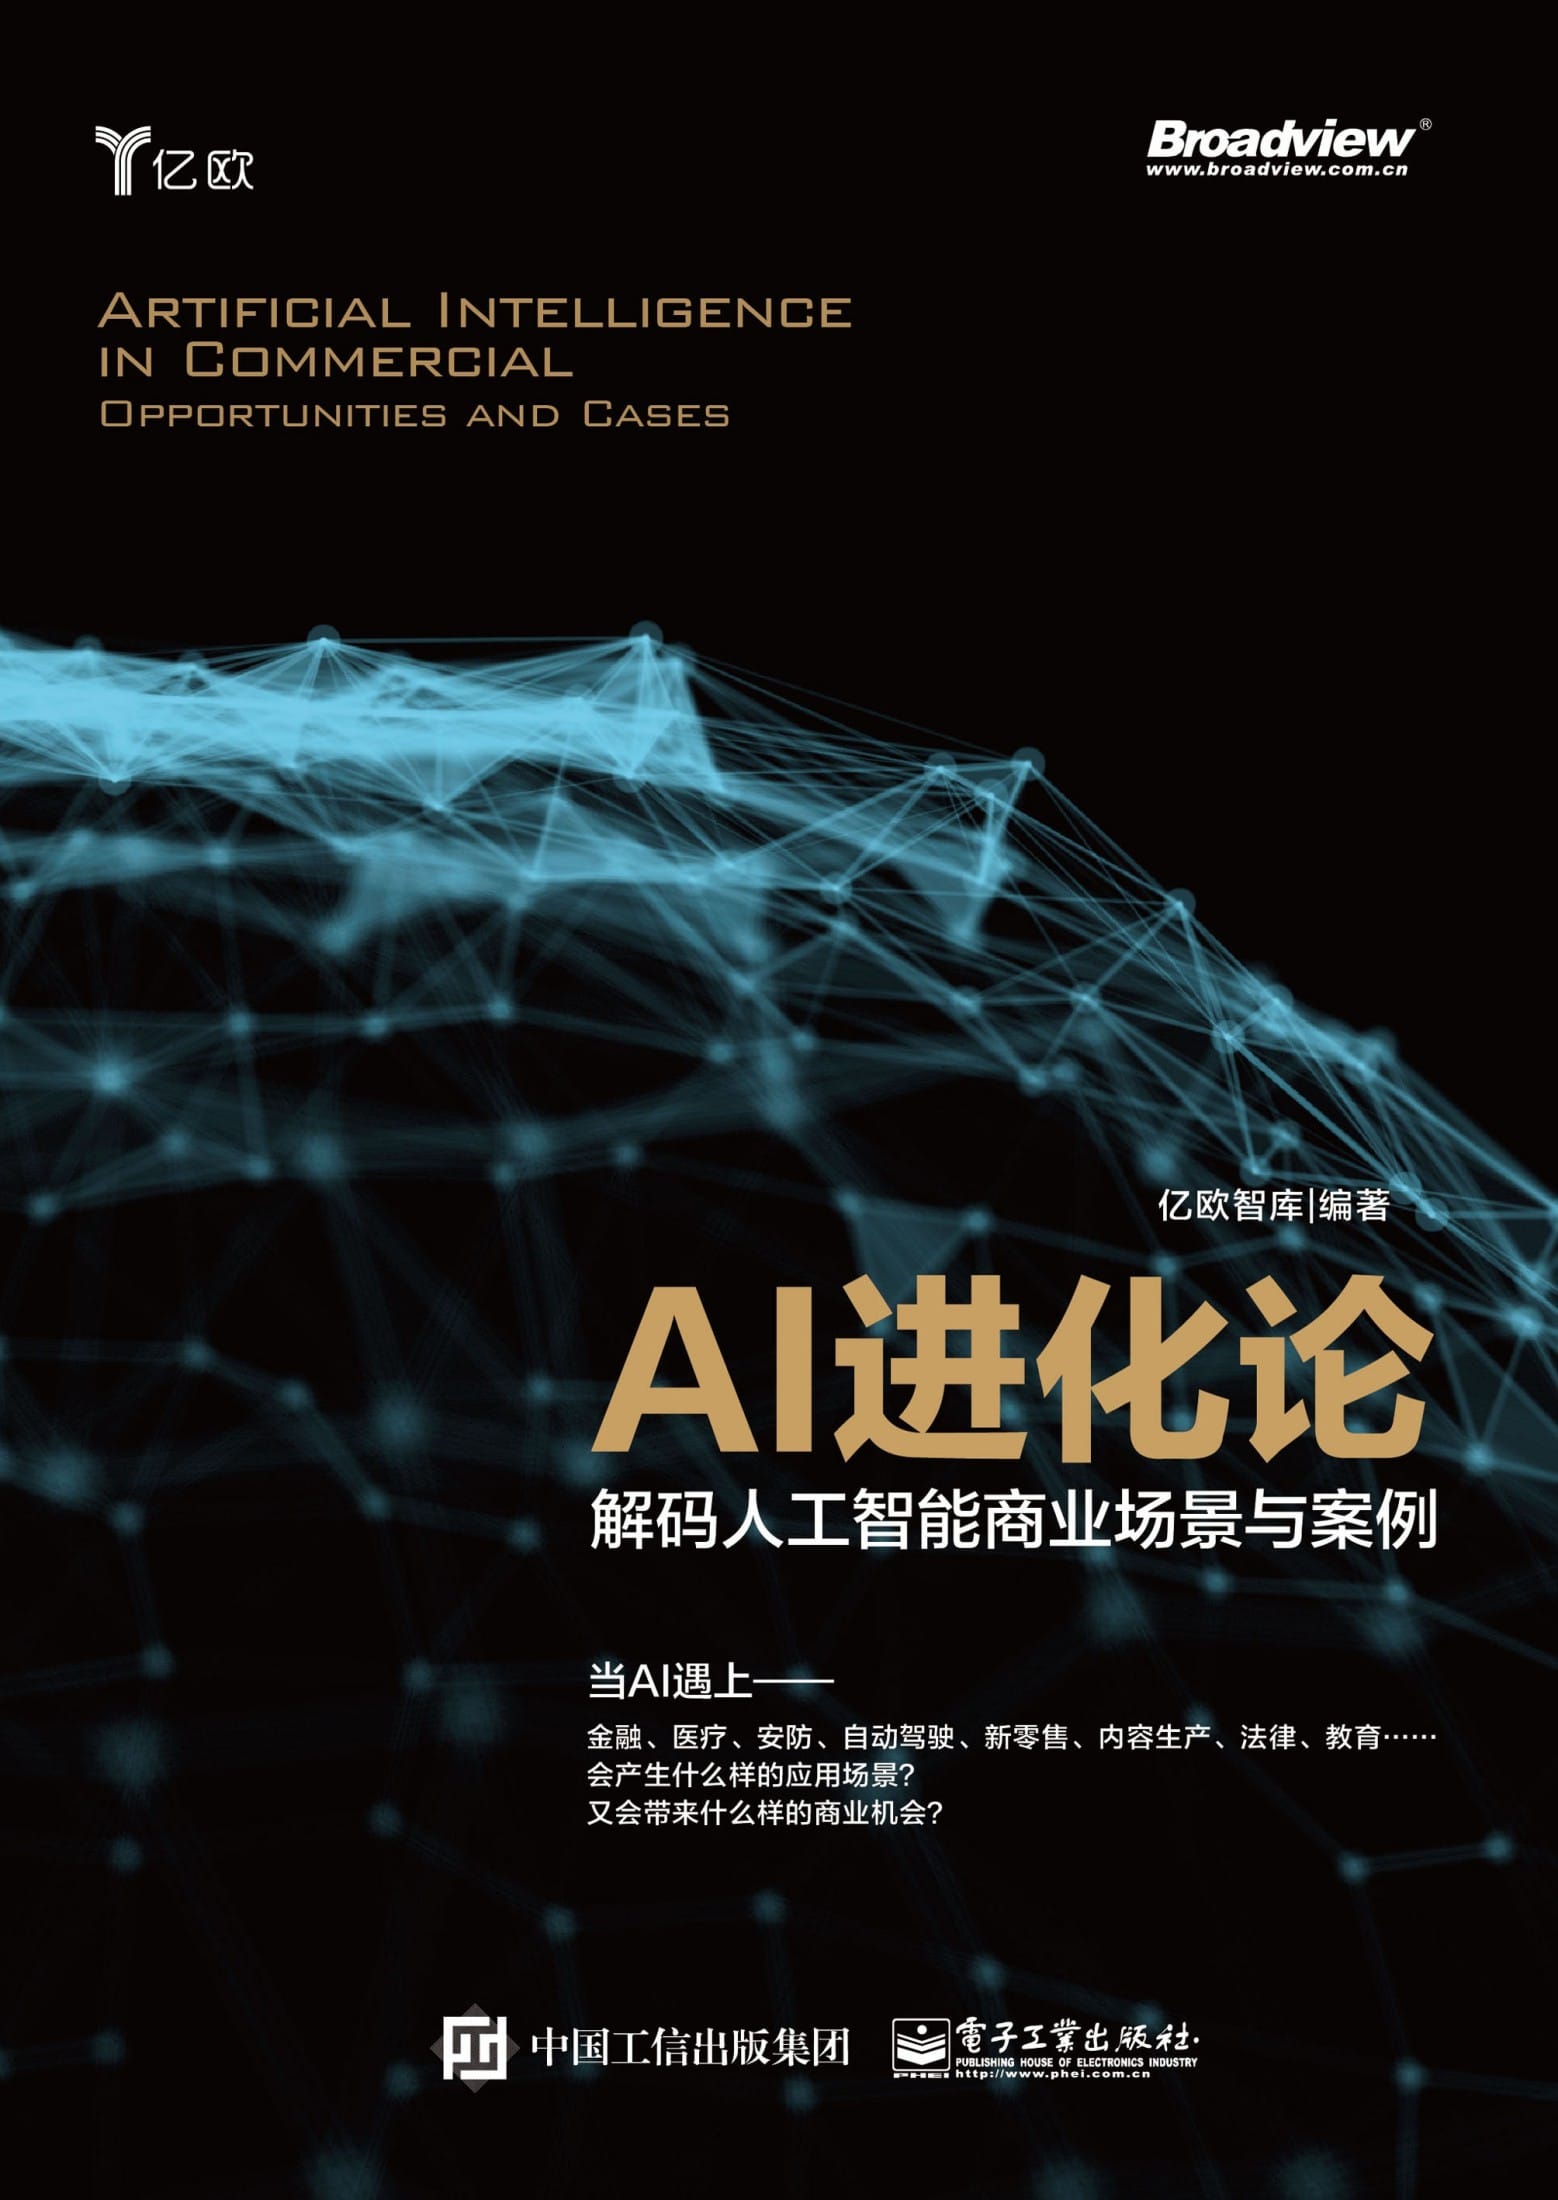 亿欧
Broadview®
www.broadview.com.cn
ARTIFICIAL INTELLIGENCE
IN COMMERCIAL
OPPORTUNITIES AND CASES
亿欧智库|编著
AI进化论
解码人工智能商业场景与案例
当AI遇上——
金融、医疗、安防、自动驾驶、新零售、内容生产、法律、教育……
会产生什么样的应用场景?
又会带来什么样的商业机会?
中国工信出版集团
電子工業出版社·
PUBLISHING HOUSE OF ELECTRONICS INDUSTRY
PHEI http://www.phei.com.cn